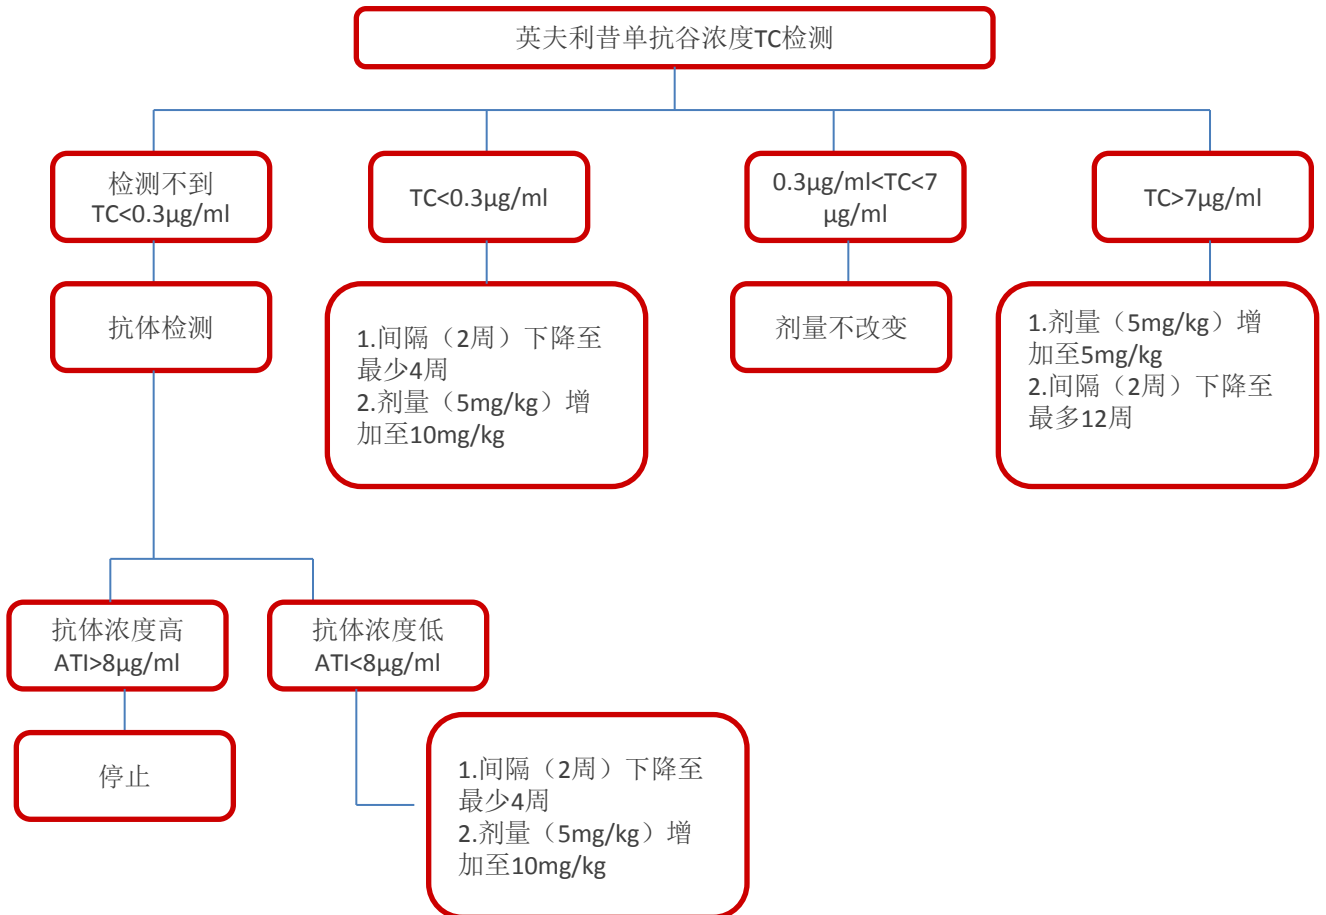 英夫利昔单抗谷浓度TC检测
检测不到
TC<0.3μg/ml
TC<0.3μg/ml
0.3μg/ml<TC<7
μg/ml
TC>7μg/ml
抗体检测
1.间隔（2周）下降至
最少4周
2.剂量（5mg/kg）增
加至10mg/kg
剂量不改变
1.剂量（5mg/kg）增
加至5mg/kg
2.间隔（2周）下降至
最多12周
抗体浓度高
ATI>8μg/ml
抗体浓度低
ATI<8μg/ml
停止
1.间隔（2周）下降至
最少4周
2.剂量（5mg/kg）增
加至10mg/kg